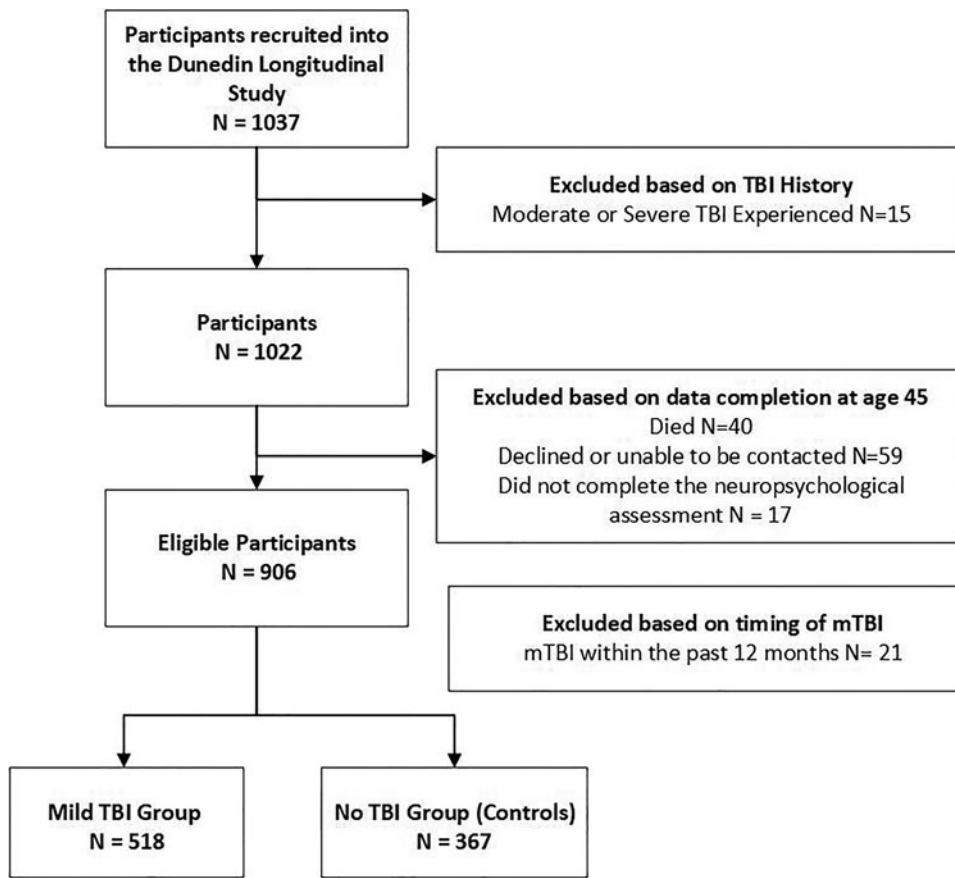 Participants recruited into
the Dunedin Longitudinal
Study
N = 1037
Excluded based on TBI History
Moderate or Severe TBI Experienced N=15
Participants
N = 1022
Excluded based on data completion at age 45
Died N=40
Declined or unable to be contacted N=59
Did not complete the neuropsychological
assessment N = 17
Eligible Participants
N = 906
Excluded based on timing of mTBI
mTBI within the past 12 months N= 21
Mild TBI Group
N = 518
No TBI Group (Controls)
N = 367